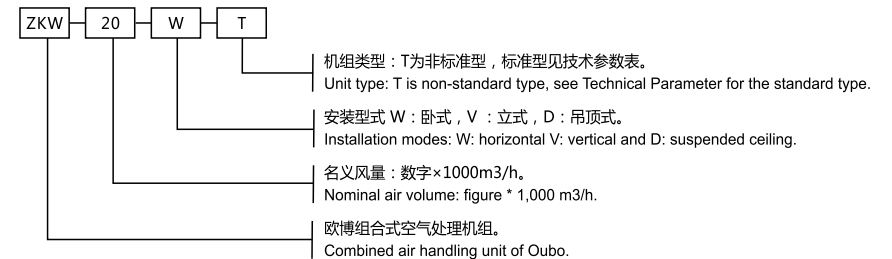 ZKW 20 W T
机组类型：T为非标准型，标准型见技术参数表。
Unit type: T is non-standard type, see Technical Parameter for the standard type.
安装型式 W：卧式，V ：立式，D：吊顶式。
Installation modes: W: horizontal V: vertical and D: suspended ceiling.
名义风量：数字×1000m3/h。
Nominal air volume: figure * 1,000 m3/h.
欧博组合式空气处理机组。
Combined air handling unit of Oubo.